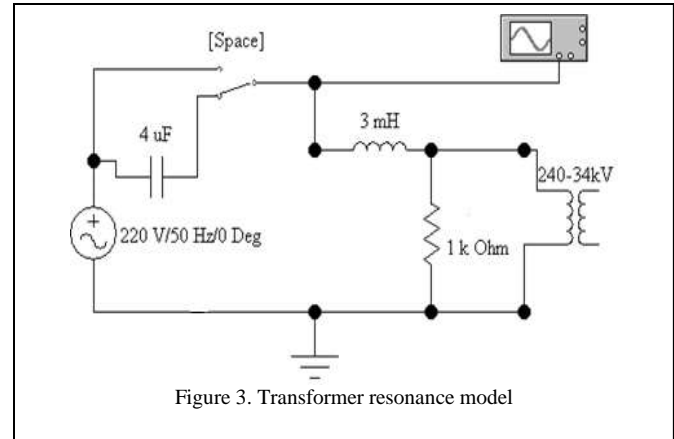 [Space]
4 uF
3 mH
240-34kV
220 V/50 Hz/0 Deg
1 k Ohm
Figure 3. Transformer resonance model